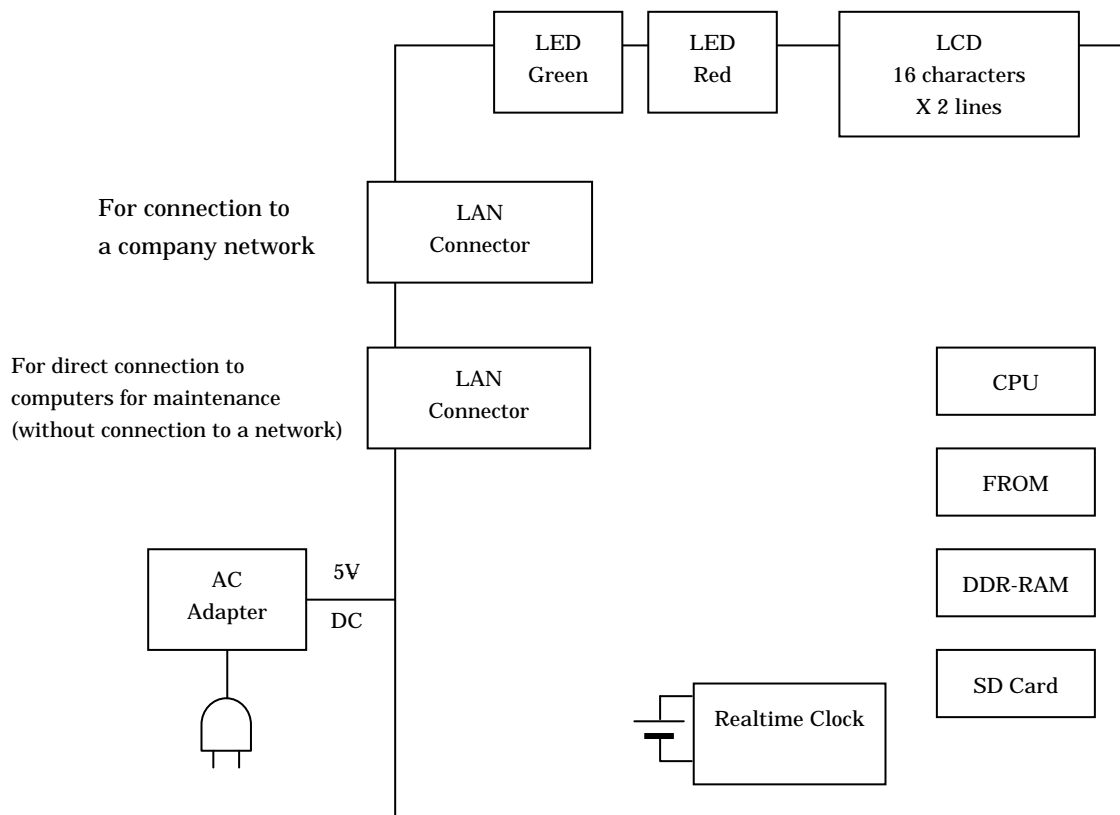 LED
Green
LED
Red
LCD
16 characters
X 2 lines
For connection to
a company network
LAN
Connector
For direct connection to
computers for maintenance
(without connection to a network)
LAN
Connector
CPU
FROM
AC
Adapter
5V
DC
DDR-RAM
SD Card
Realtime Clock